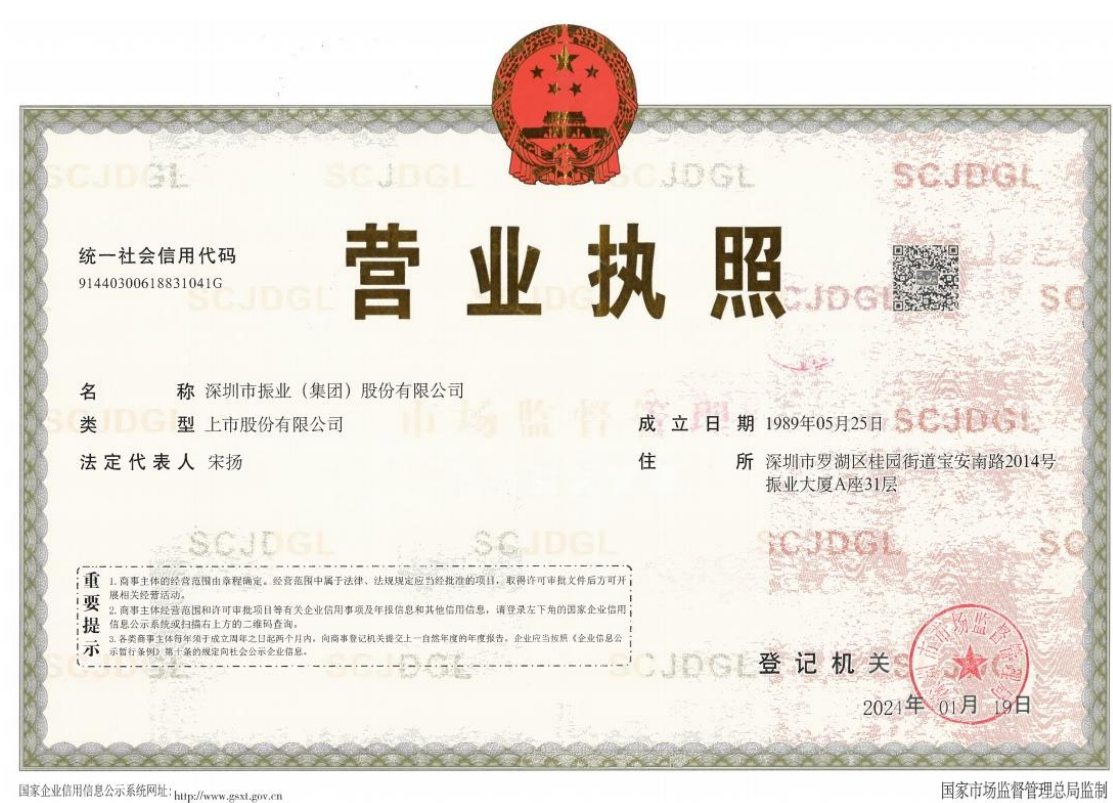 营业执照
统一社会信用代码
91440300618831041G
名称 深圳市振业（集团）股份有限公司
类型 上市股份有限公司
法定代表人 宋扬
成立日期 1989年05月25日
住所 深圳市罗湖区桂园街道宝安南路2014号
振业大厦A座31层
重要提示
1. 商事主体的经营范围由章程确定。经营范围中属于法律、法规规定应当经批准的项目，取得许可审批文件后方可开
展相关经营活动。
2. 商事主体经营范围和许可审批项目等有关企业信用事项及年报信息和其他信用信息，请登录左下角的国家企业信用
信息公示系统或扫描右上方的二维码查询。
3. 各类商事主体每年须于成立周年之日起两个月内，向商事登记机关提交上一自然年度的年度报告。企业应当按照《企业信息公
示暂行条例》第十条的规定向社会公示企业信息。
登记机关
2024年 01月 19日
国家企业信用信息公示系统网址：http://www.gsxt.gov.cn
国家市场监督管理总局监制
SCJDGL
市场监督管理